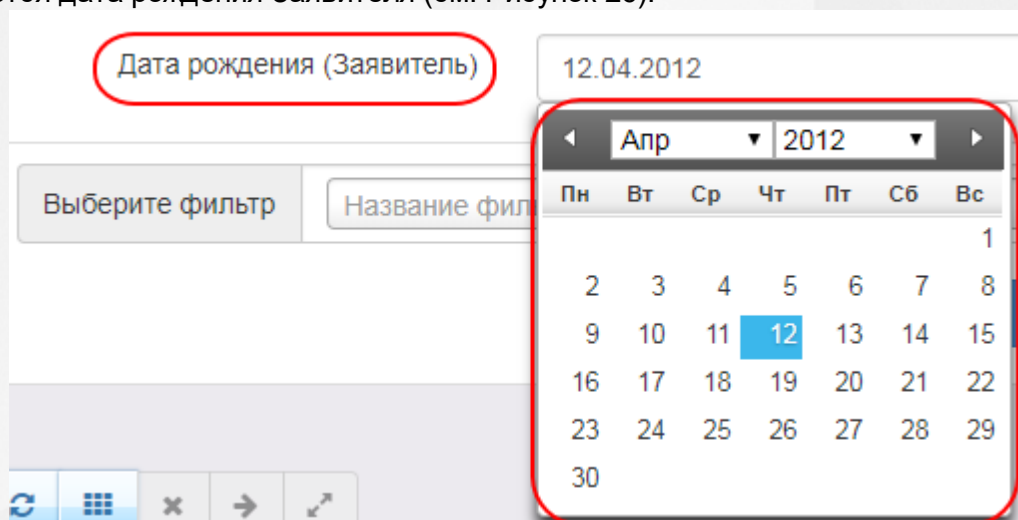 дата рождения
Дата рождения (Заявитель)
12.04.2012
Апр 2012
Выберите фильтр
Название фил
Пн Вт Ср Чт Пт Сб Вс
1
2 3 4 5 6 7 8
9 10 11 12 13 14 15
16 17 18 19 20 21 22
23 24 25 26 27 28 29
30